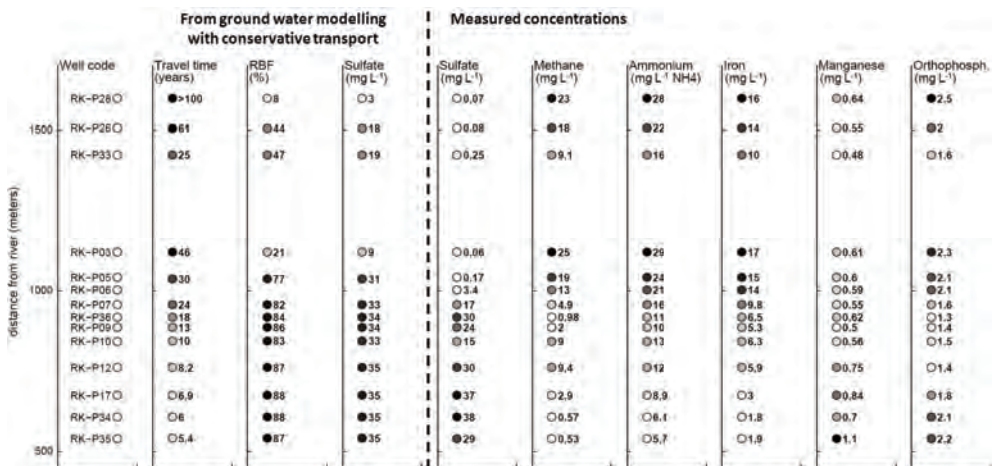 From ground water modelling with conservative transport
Measured concentrations
Well code Travel time (years) RBF (%) Sulfate (mg L-¹) Sulfate (mg L-¹) Methane (mg L-¹) Ammonium (mg L-¹ NH4) Iron (mg L-¹) Manganese (mg L-¹) Orthophosph. (mg L-¹)
RK-P28 >100 8 3 0.07 23 28 16 0.64 2.5
1500
RK-P26 61 44 18 0.08 18 22 14 0.55 2
RK-P33 25 47 19 0.25 9.1 16 10 0.48 1.6
distance from river (meters)
RK-P03 46 21 9 0.06 25 29 17 0.61 2.3
RK-P05 30 77 31 0.17 19 24 15 0.6 2.1
1000
RK-P06 3.4 13 21 14 0.59 2.1
RK-P07 24 82 33 17 4.9 16 9.8 0.55 1.6
RK-P36 18 84 34 30 0.98 11 6.5 0.62 1.3
RK-P09 13 86 34 24 2 10 5.3 0.5 1.4
RK-P10 10 83 33 15 9 13 6.3 0.56 1.5
RK-P12 8.2 87 35 30 9.4 12 5.9 0.75 1.4
RK-P17 6.9 88 35 37 2.9 8.9 3 0.84 1.8
RK-P34 6 88 35 38 0.57 6.1 1.8 0.7 2.1
RK-P35 5.4 87 35 29 0.53 5.7 1.9 1.1 2.2
500